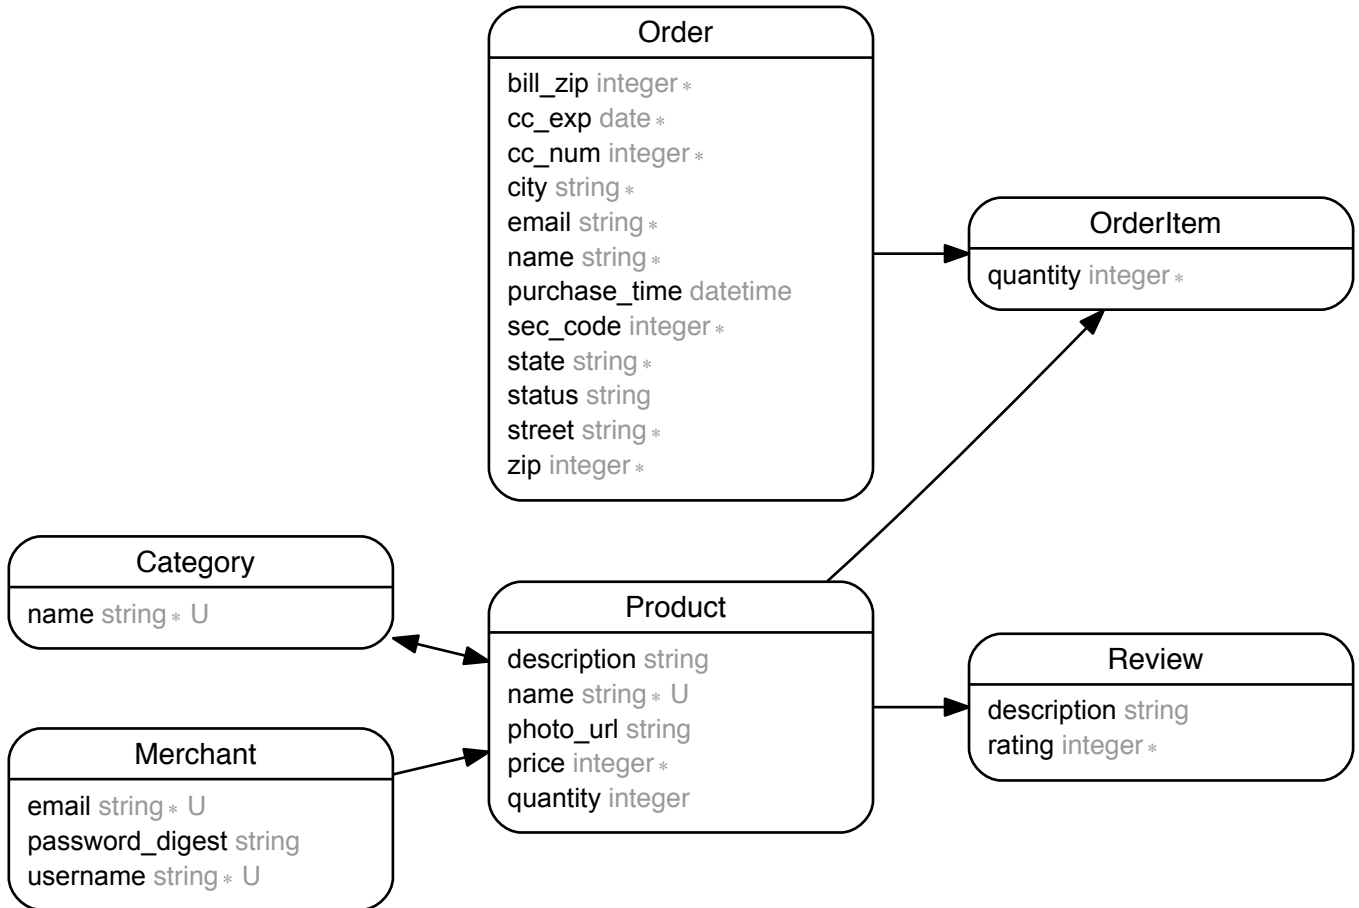 Order
bill_zip integer *
cc_exp date *
cc_num integer *
city string *
email string *
name string *
purchase_time datetime
sec_code integer *
state string *
status string
street string *
zip integer *
OrderItem
quantity integer *
Category
name string * U
Product
description string
name string * U
photo_url string
price integer *
quantity integer
Review
description string
rating integer *
Merchant
email string * U
password_digest string
username string * U